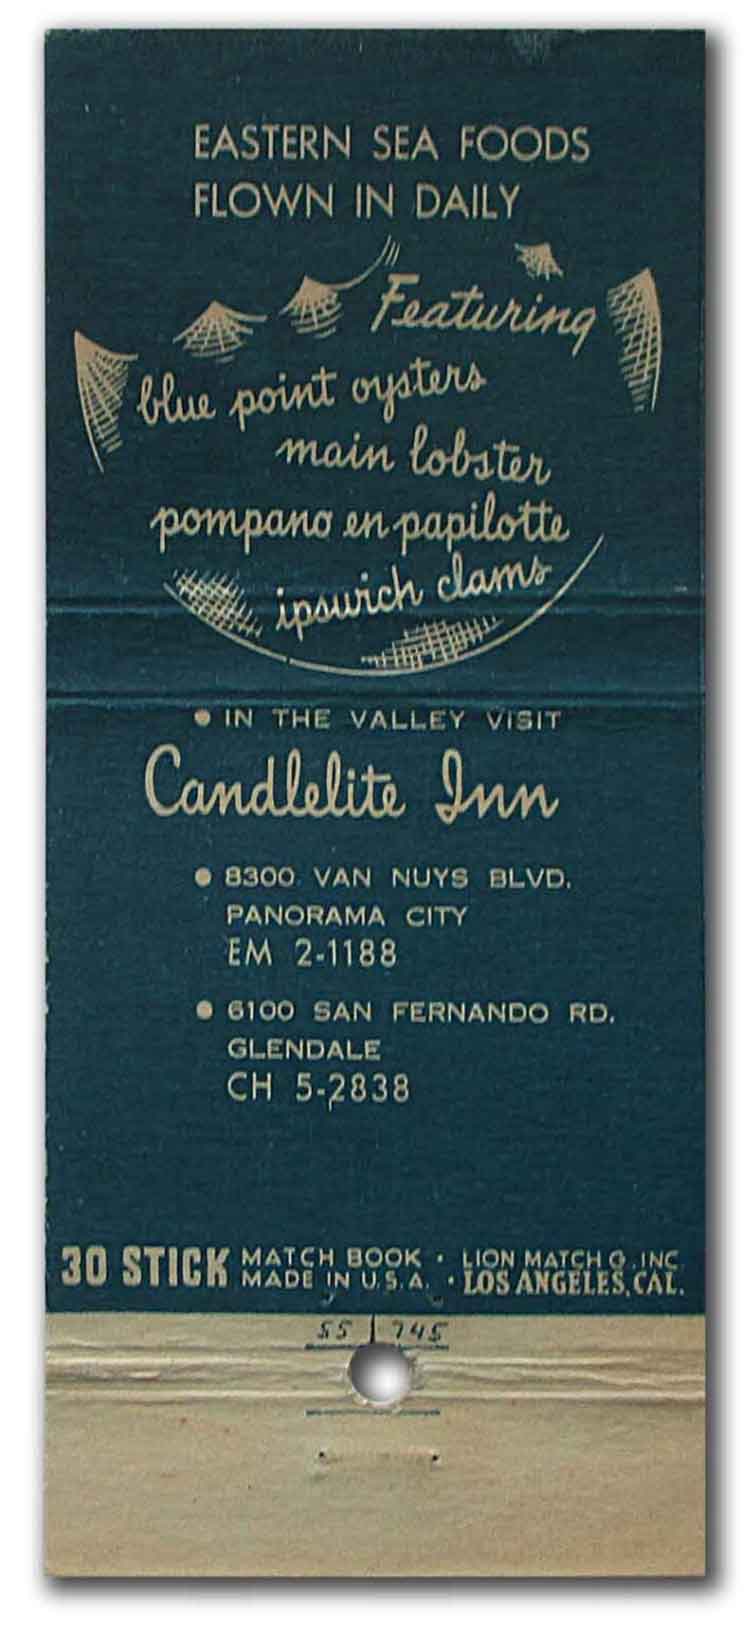 EASTERN SEA FOODS
FLOWN IN DAILY
Featuring
blue point oysters
main lobster
pompano en papilotte
ipswich clams
• IN THE VALLEY VISIT
Candlelite Inn
• 8300 VAN NUYS BLVD.
PANORAMA CITY
EM 2-1188
• 6100 SAN FERNANDO RD.
GLENDALE
CH 5-2838
30 STICK MATCH BOOK · LION MATCH CO. INC
MADE IN U.S.A. · LOS ANGELES, CAL.
55 745